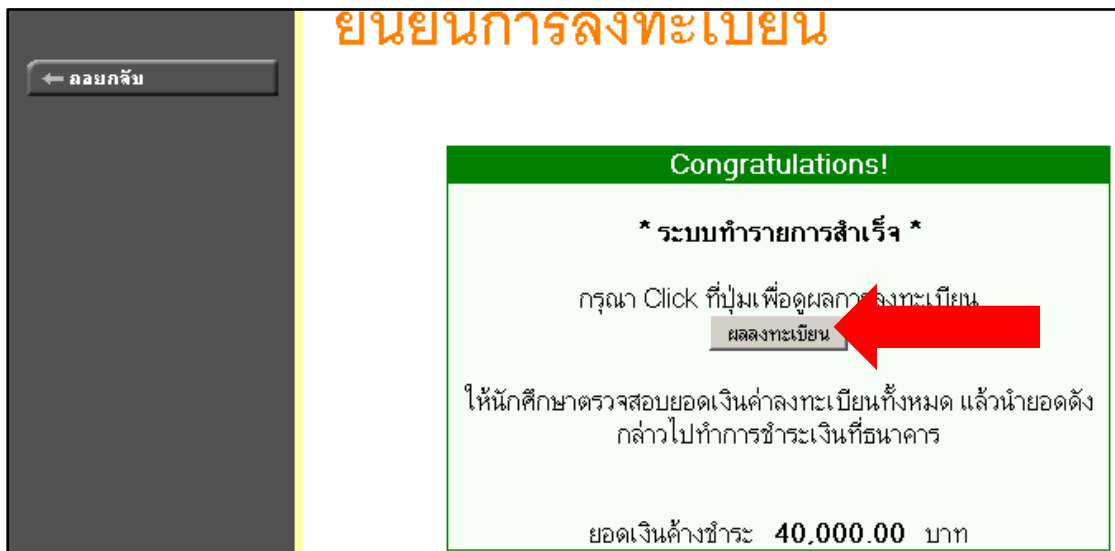 ยืนยันการลงทะเบียน
ถอยกลับ
Congratulations!
* ระบบทำรายการสำเร็จ *
กรุณา Click ที่ปุ่มเพื่อดูผลการลงทะเบียน
ผลลงทะเบียน
ให้นักศึกษาตรวจสอบยอดเงินค่าลงทะเบียนทั้งหมด แล้วนำยอดดัง
กล่าวไปทำการชำระเงินที่ธนาคาร
ยอดเงินค้างชำระ 40,000.00 บาท